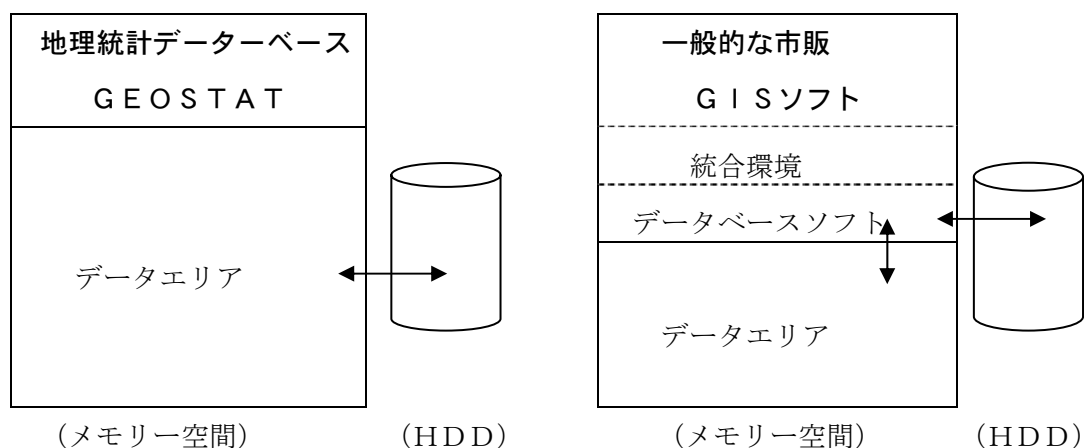 地理統計データーベース
ＧＥＯＳＴＡＴ
データエリア
（メモリー空間）
（ＨＤＤ）
一般的な市販
ＧＩＳソフト
統合環境
データベースソフト
データエリア
（メモリー空間）
（ＨＤＤ）